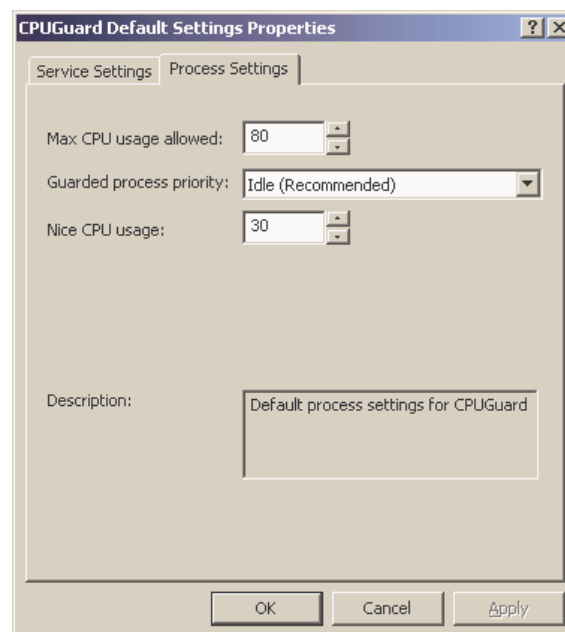 CPUGuard Default Settings Properties
Service Settings Process Settings
Max CPU usage allowed: 80
Guarded process priority: Idle (Recommended)
Nice CPU usage: 30
Description: Default process settings for CPUGuard
OK Cancel Apply